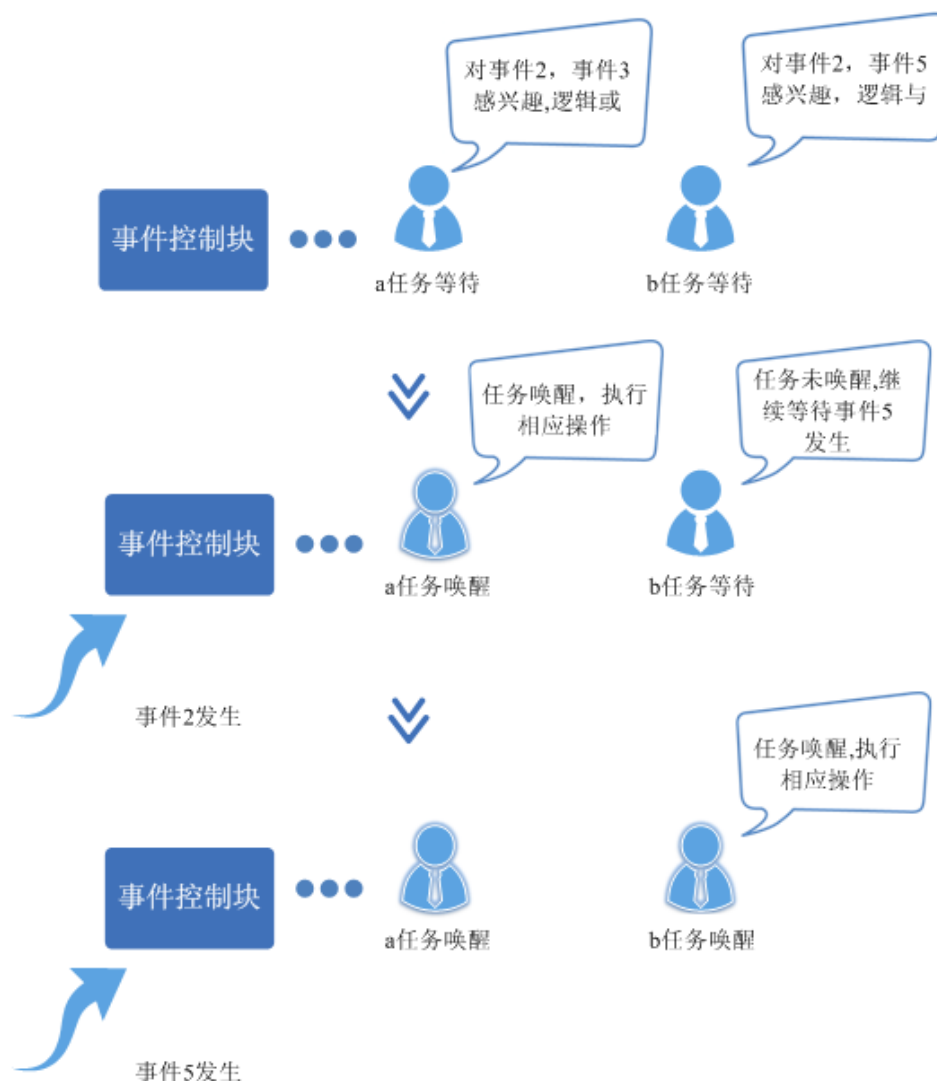 对事件2，事件3
感兴趣,逻辑或
对事件2，事件5
感兴趣，逻辑与
事件控制块
a任务等待
b任务等待
任务唤醒，执行
相应操作
任务未唤醒,继
续等待事件5
发生
事件控制块
a任务唤醒
b任务等待
事件2发生
任务唤醒,执行
相应操作
事件控制块
a任务唤醒
b任务唤醒
事件5发生